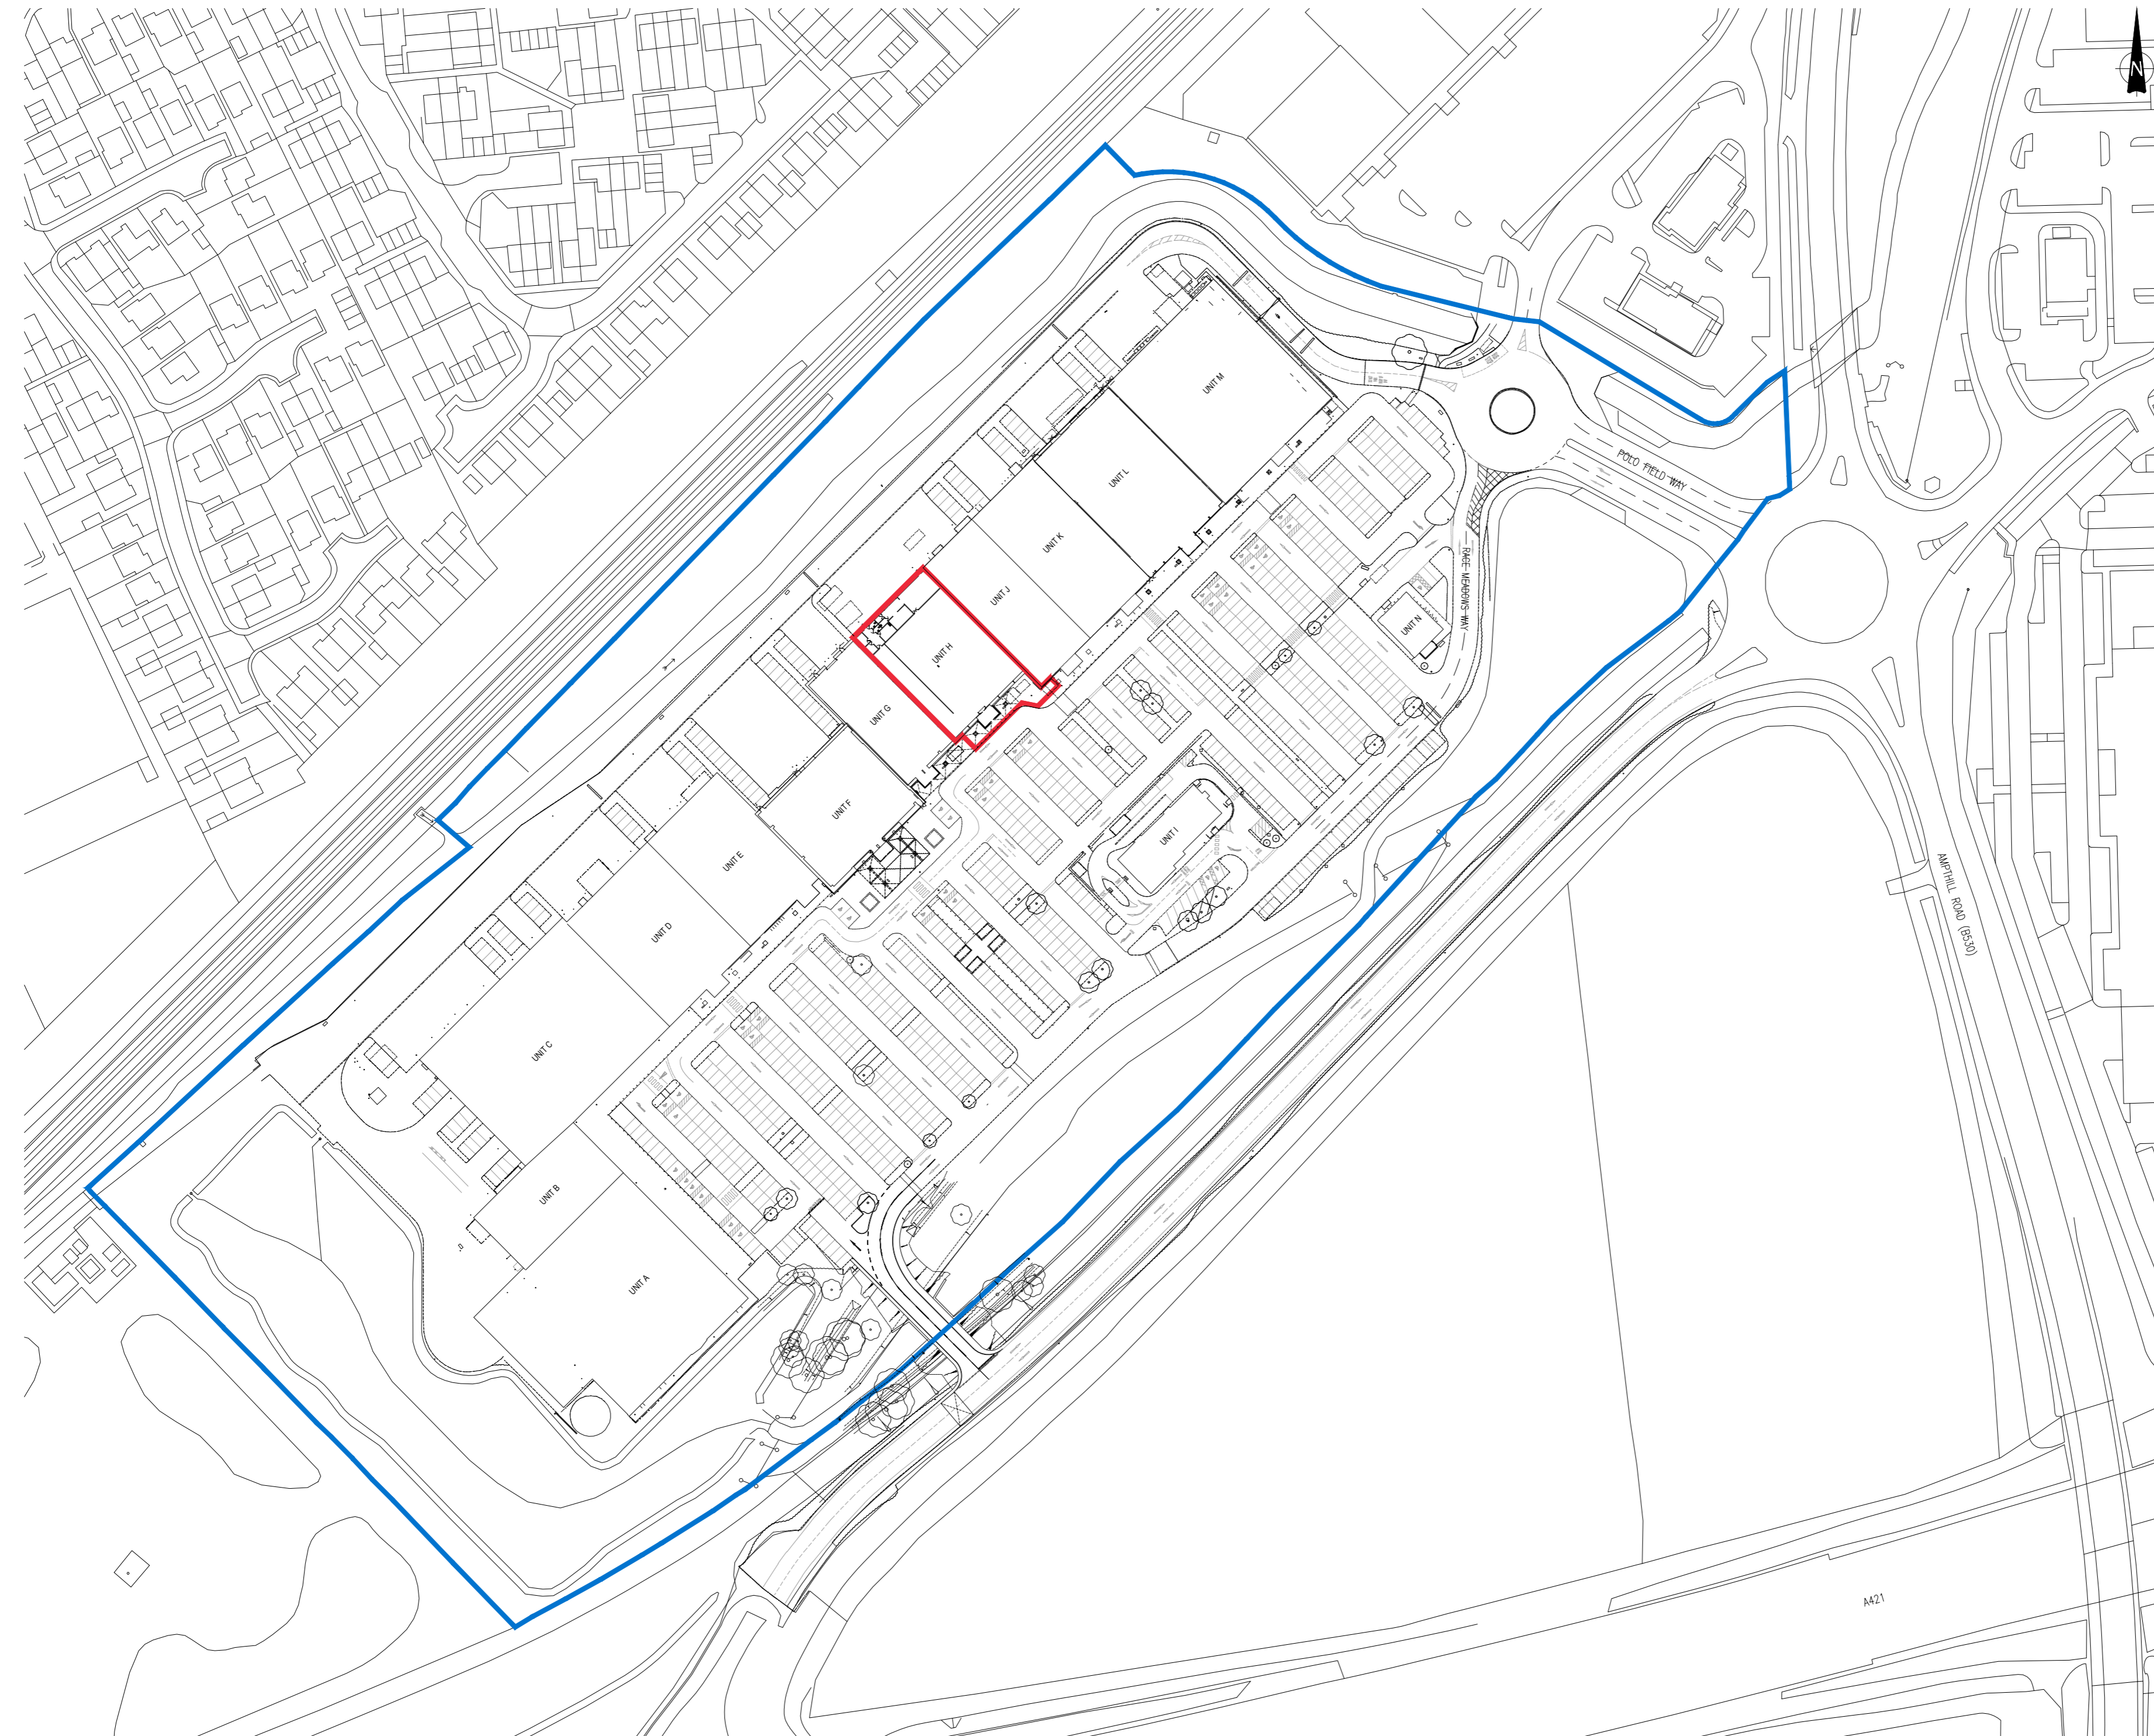 N
UNIT M
POLO FIELD WAY
UNIT L
UNIT K
RACE MEADOWS WAY
UNIT J
UNIT N
UNIT H
UNIT G
UNIT F
UNIT I
UNIT E
AMPTHILL ROAD (B530)
UNIT D
UNIT C
UNIT B
UNIT A
A421